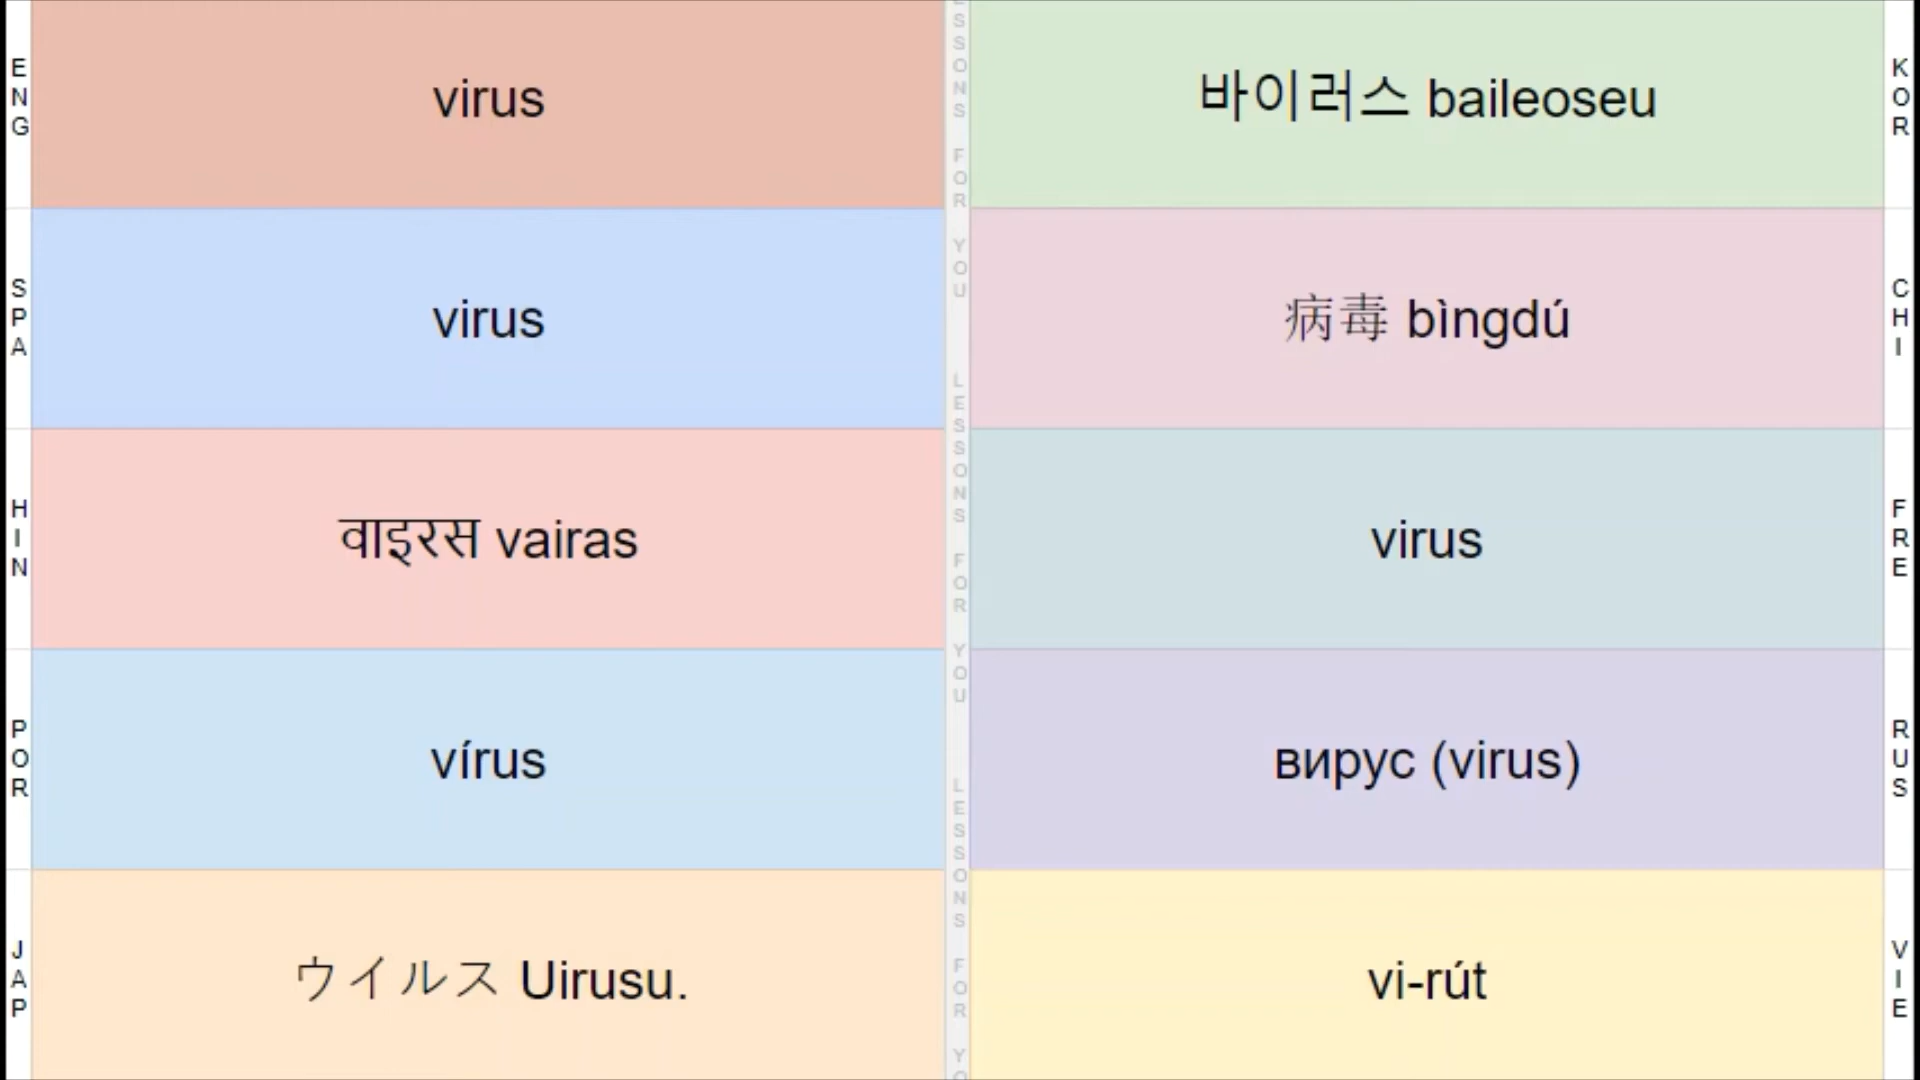 ENG
virus
바이러스 baileoseu
KOR
SPA
virus
病毒 bìngdú
CHI
HIN
वाइरस vairas
virus
FRE
POR
vírus
вирус (virus)
RUS
JAP
ウイルス Uirusu.
vi-rút
VIE
LESSONS FOR YOU LESSONS FOR YOU LESSONS FOR YO